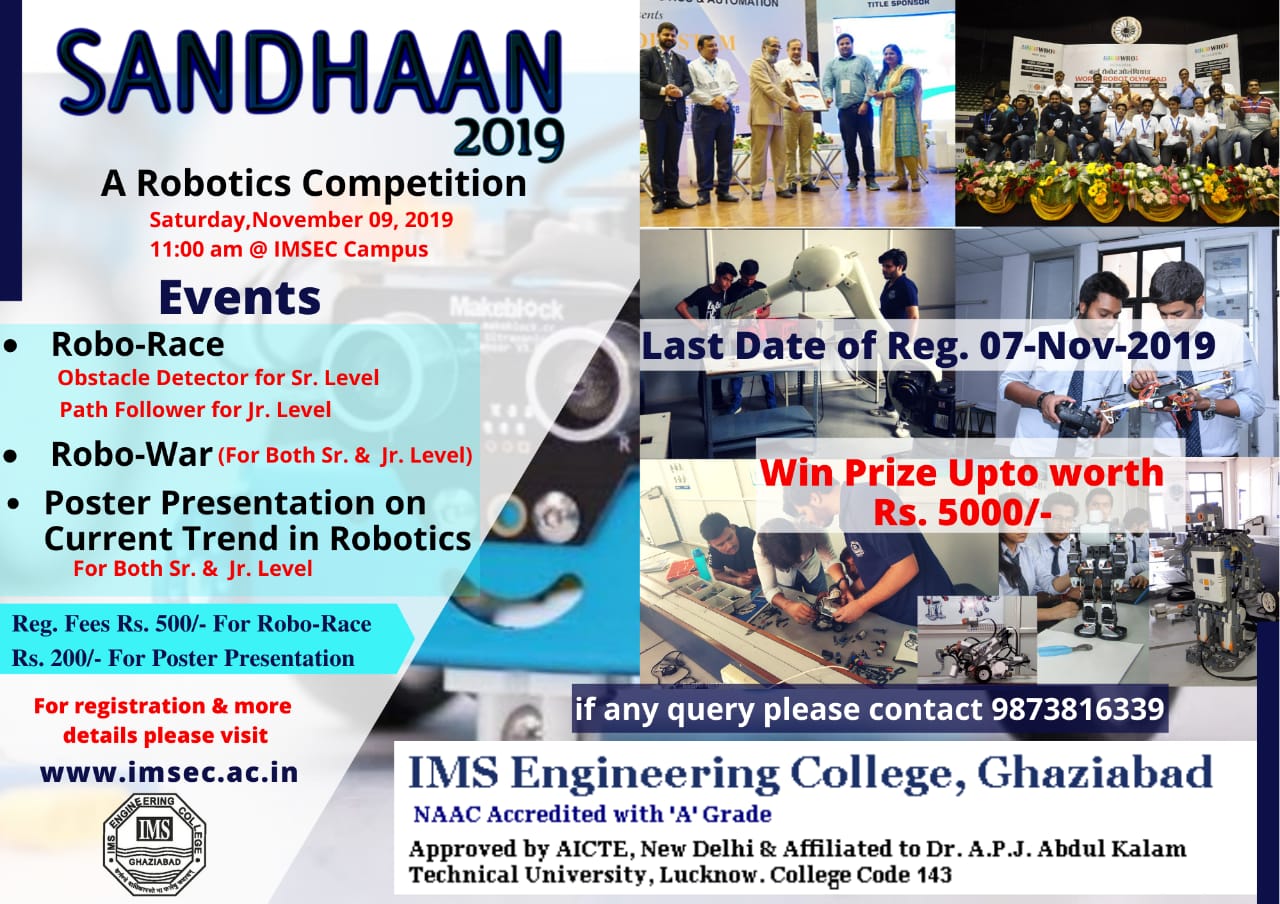 SANDHAAN
2019
A Robotics Competition
Saturday,November 09, 2019
11:00 am @ IMSEC Campus
Events
Robo-Race
Obstacle Detector for Sr. Level
Path Follower for Jr. Level
Robo-War (For Both Sr. & Jr. Level)
Poster Presentation on
Current Trend in Robotics
For Both Sr. & Jr. Level
Reg. Fees Rs. 500/- For Robo-Race
Rs. 200/- For Poster Presentation
For registration & more
details please visit
www.imsec.ac.in
IMS ENGINEERING COLLEGE
IMS
GHAZIABAD
Makeblock
& AUTOMATION
TITLE SPONSOR
Last Date of Reg. 07-Nov-2019
Win Prize Upto worth
Rs. 5000/-
if any query please contact 9873816339
IMS Engineering College, Ghaziabad
NAAC Accredited with 'A' Grade
Approved by AICTE, New Delhi & Affiliated to Dr. A.P.J. Abdul Kalam
Technical University, Lucknow. College Code 143